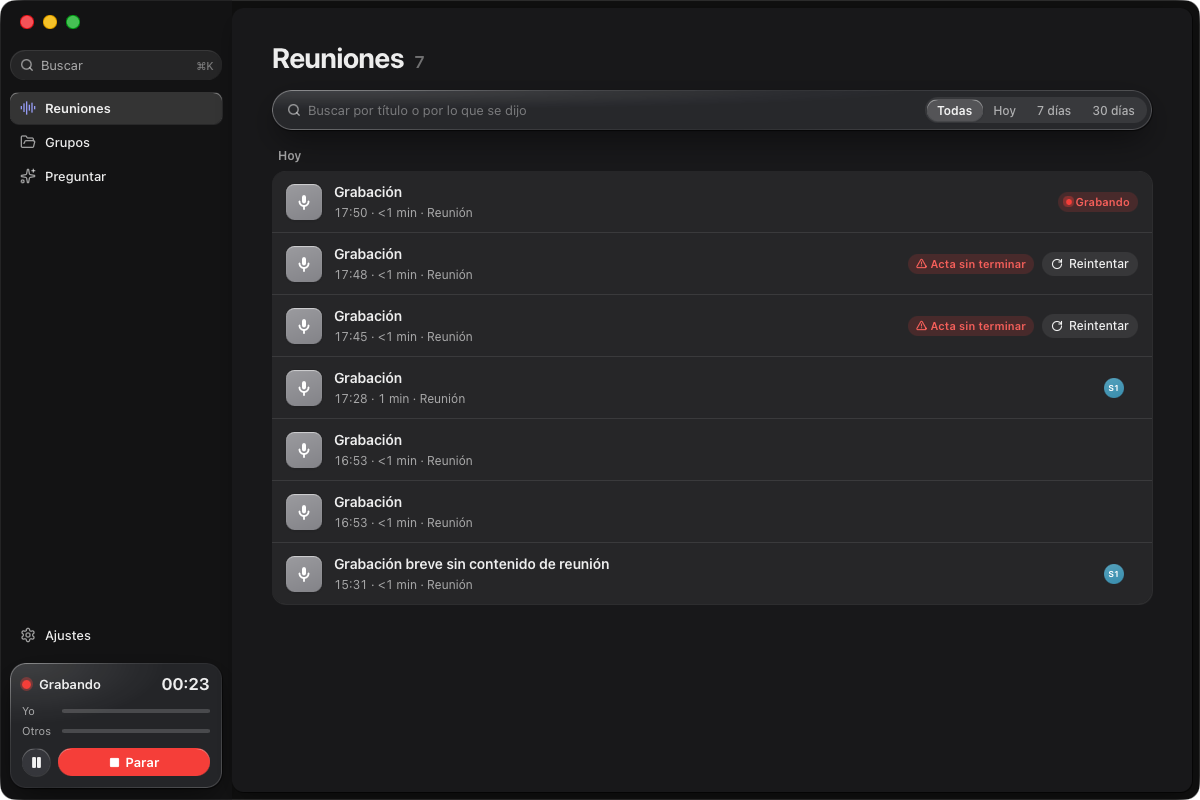 Buscar ⌘K
Reuniones
Grupos
Preguntar
Ajustes
Grabando 00:23
Yo
Otros
Parar
Reuniones 7
Buscar por título o por lo que se dijo
Todas Hoy 7 días 30 días
Hoy
Grabación
17:50 · <1 min · Reunión
Grabando
Grabación
17:48 · <1 min · Reunión
Acta sin terminar Reintentar
Grabación
17:45 · <1 min · Reunión
Acta sin terminar Reintentar
Grabación
17:28 · 1 min · Reunión
S1
Grabación
16:53 · <1 min · Reunión
Grabación
16:53 · <1 min · Reunión
Grabación breve sin contenido de reunión
15:31 · <1 min · Reunión
S1